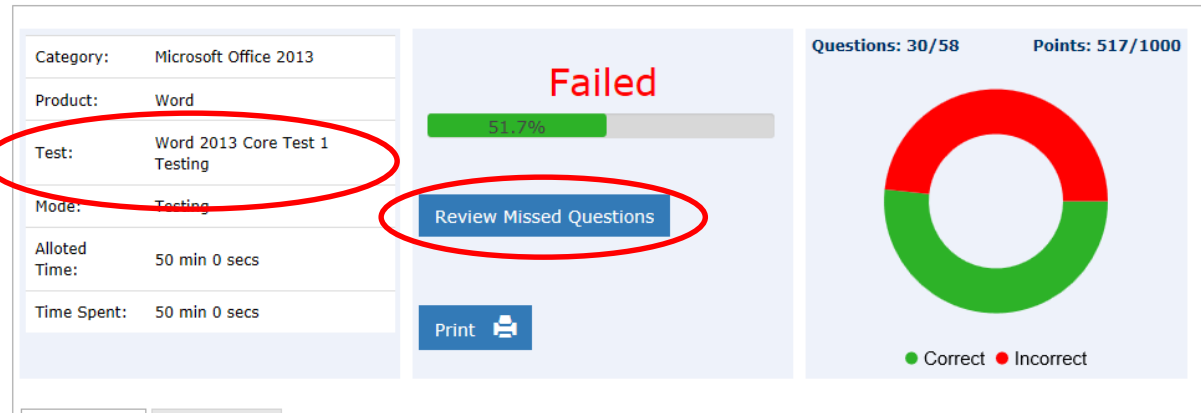 Category: Microsoft Office 2013
Product: Word
Test: Word 2013 Core Test 1
Testing
Mode: Testing
Alloted
Time: 50 min 0 secs
Time Spent: 50 min 0 secs
Failed
51.7%
Review Missed Questions
Print
Questions: 30/58 Points: 517/1000
Correct Incorrect